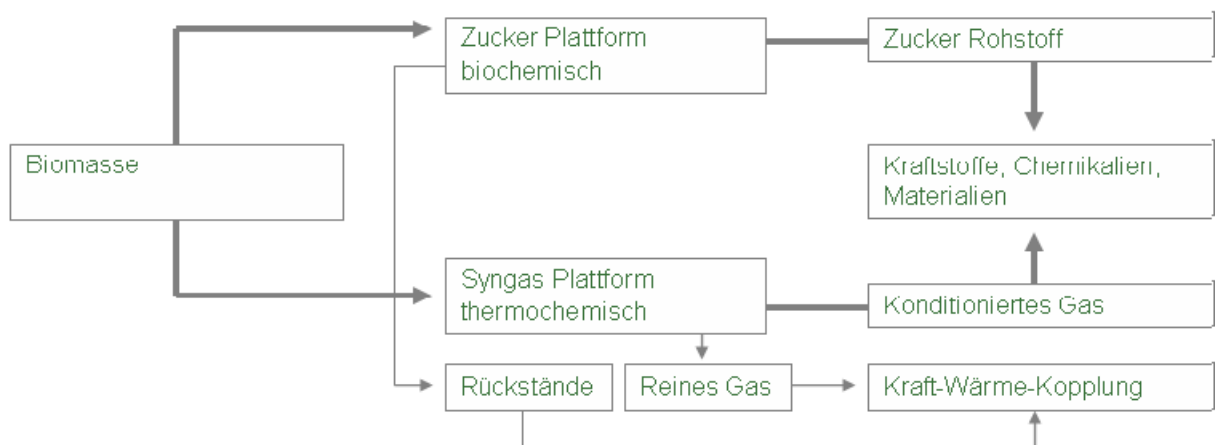 Zucker Plattform
biochemisch
Zucker Rohstoff
Biomasse
Kraftstoffe, Chemikalien,
Materialien
Syngas Plattform
thermochemisch
Konditioniertes Gas
Rückstände
Reines Gas
Kraft-Wärme-Kopplung